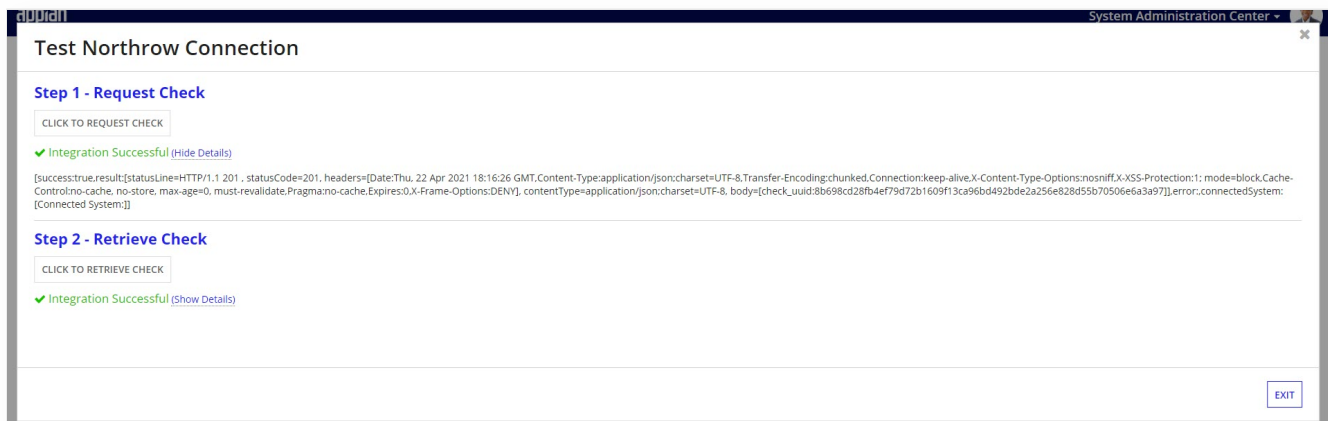 appian
System Administration Center
Test Northrow Connection
Step 1 - Request Check
CLICK TO REQUEST CHECK
Integration Successful (Hide Details)
[success:true,result:[statusLine=HTTP/1.1 201 , statusCode=201, headers=[Date:Thu, 22 Apr 2021 18:16:26 GMT,Content-Type:application/json;charset=UTF-8,Transfer-Encoding:chunked,Connection:keep-alive,X-Content-Type-Options:nosniff,X-XSS-Protection:1; mode=block,Cache-
Control:no-cache, no-store, max-age=0, must-revalidate,Pragma:no-cache,Expires:0,X-Frame-Options:DENY], contentType=application/json;charset=UTF-8, body=[check_uuid:8b698cd28fb4ef79d72b1609f13ca96bd492bde2a256e828d55b70506e6a3a97]],error:,connectedSystem:
[Connected System:]]
Step 2 - Retrieve Check
CLICK TO RETRIEVE CHECK
Integration Successful (Show Details)
EXIT